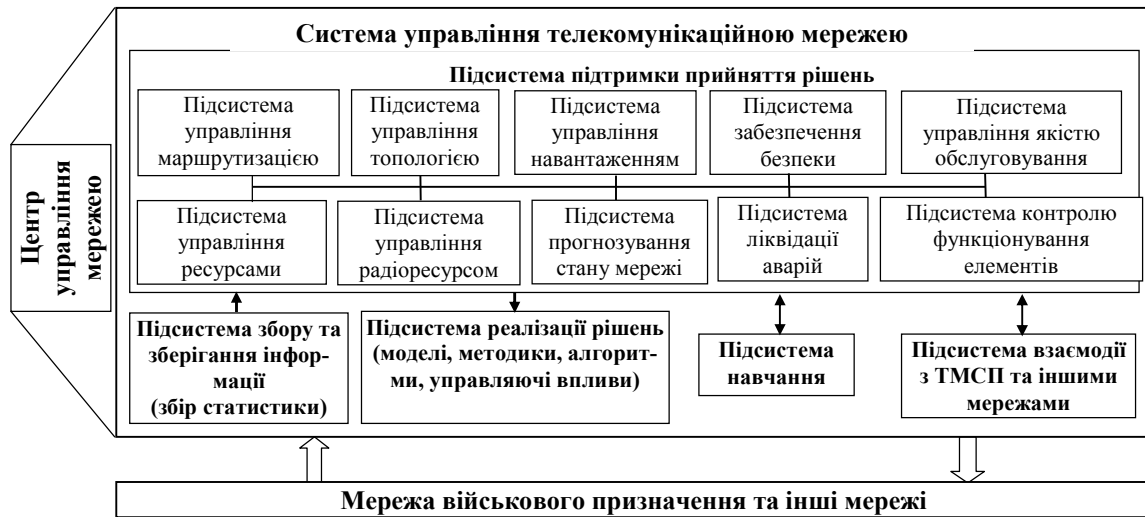 Система управління телекомунікаційною мережею
Підсистема підтримки прийняття рішень
Підсистема
управління
маршрутизацією
Підсистема
управління
топологією
Підсистема
управління
навантаженням
Підсистема
забезпечення
безпеки
Підсистема
управління якістю
обслуговування
Центр
управління
мережею
Підсистема
управління
ресурсами
Підсистема
управління
радіоресурсом
Підсистема
прогнозування
стану мережі
Підсистема
ліквідації
аварій
Підсистема контролю
функціонування
елементів
Підсистема збору та
зберігання інфор-
мації
(збір статистики)
Підсистема реалізації рішень
(моделі, методики, алгорит-
ми, управляючі впливи)
Підсистема
навчання
Підсистема взаємодії
з ТМСП та іншими
мережами
Мережа військового призначення та інші мережі